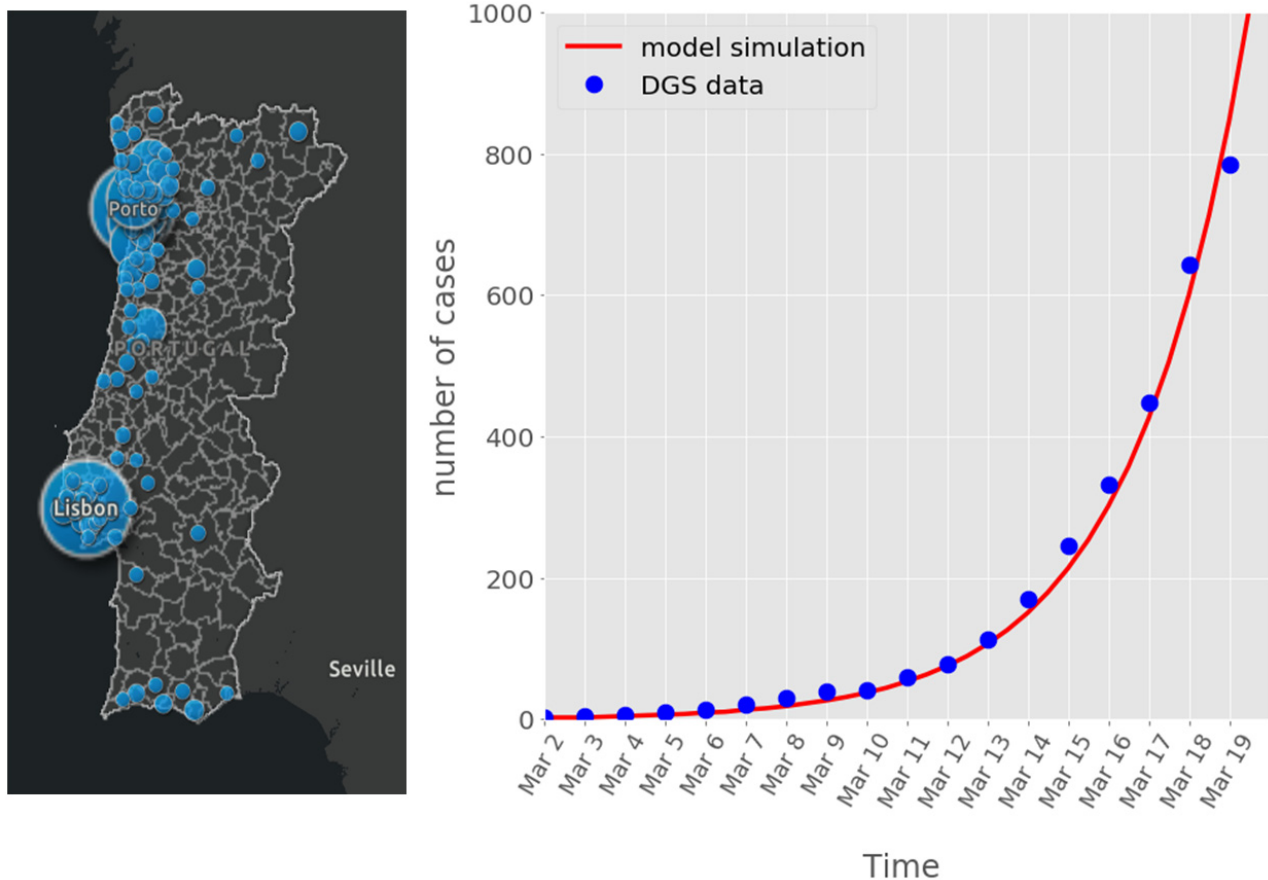 Porto
PORTUGAL
Lisbon
Seville
model simulation
DGS data
number of cases
1000
800
600
400
200
0
Mar 2
Mar 3
Mar 4
Mar 5
Mar 6
Mar 7
Mar 8
Mar 9
Mar 10
Mar 11
Mar 12
Mar 13
Mar 14
Mar 15
Mar 16
Mar 17
Mar 18
Mar 19
Time